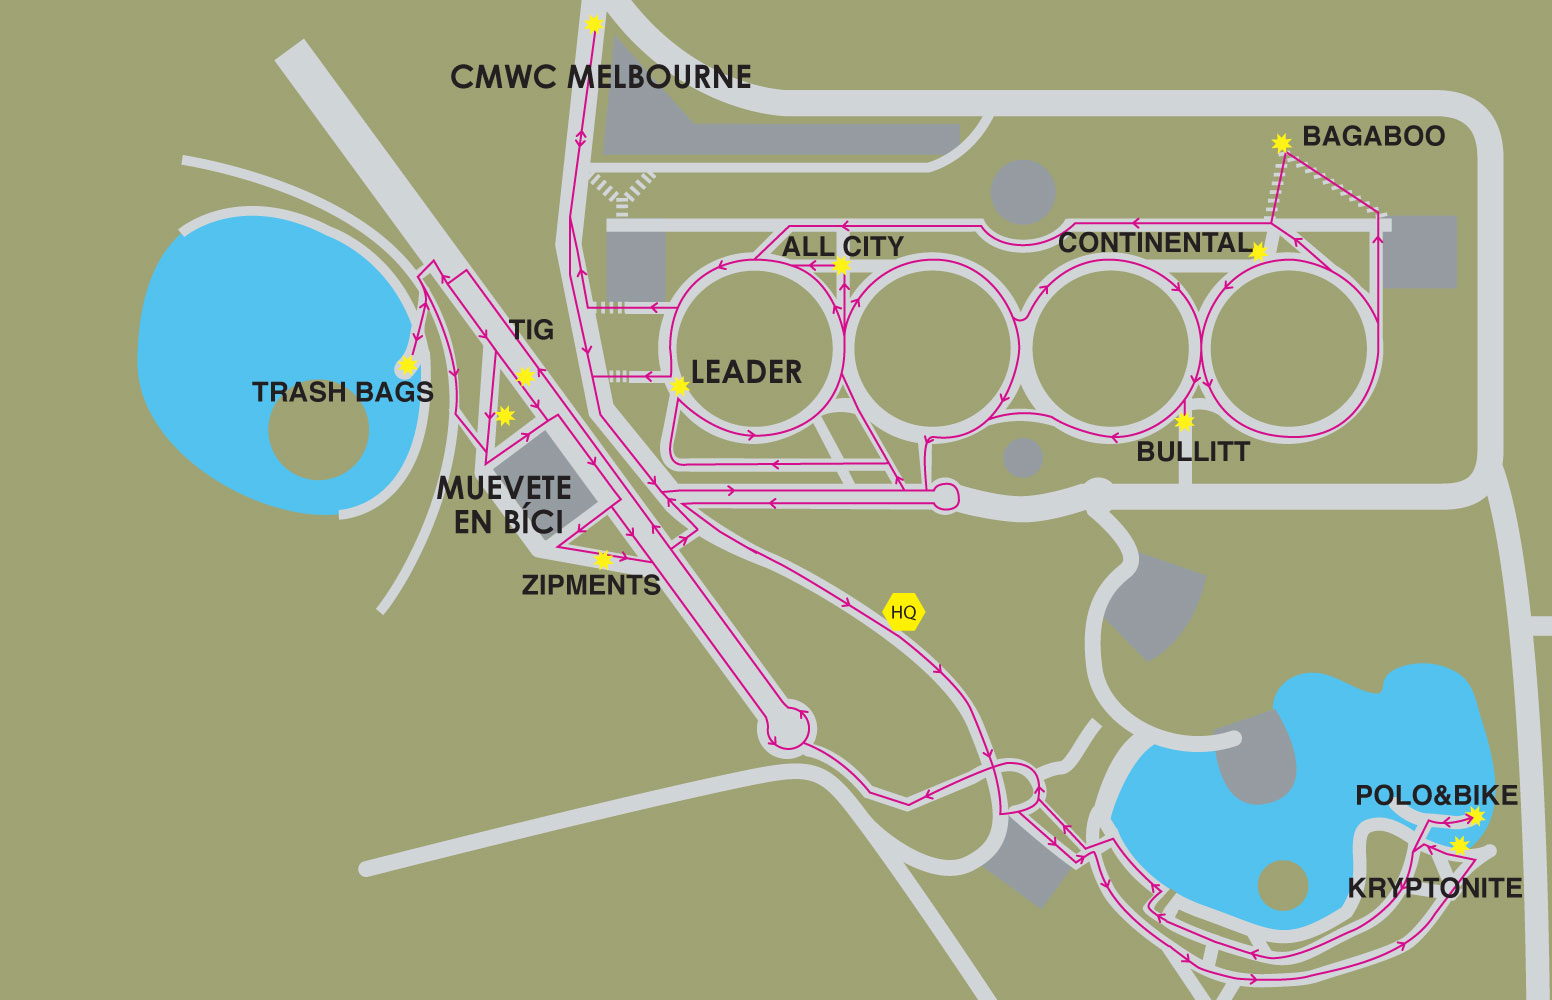 CMWC MELBOURNE
BAGABOO
ALL CITY
CONTINENTAL
TIG
LEADER
TRASH BAGS
BULLITT
MUEVETE
EN BÍCI
ZIPMENTS
HQ
POLO&BIKE
KRYPTONITE